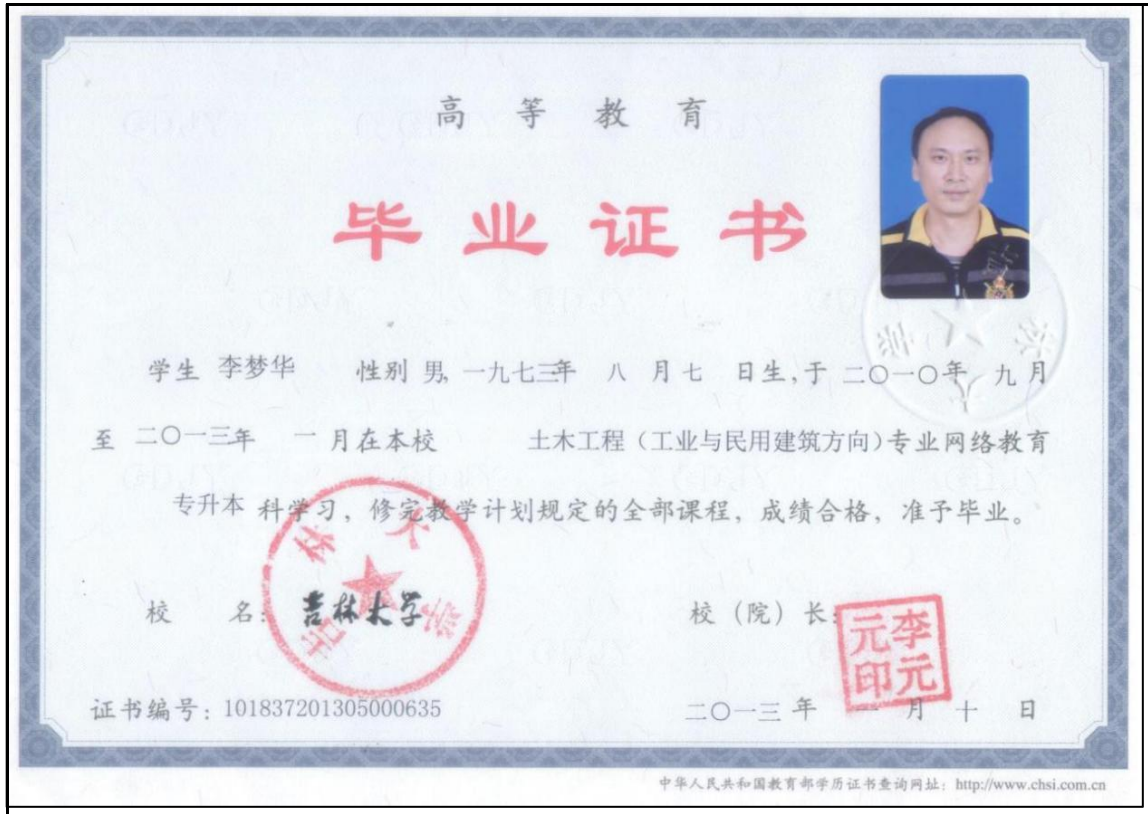 高等教育
毕业证书
学生 李梦华 性别 男, 一九七三年 八 月 七 日生,于 二〇一〇年 九 月
至 二〇一三年 一 月在本校 土木工程（工业与民用建筑方向）专业网络教育
专升本 科学习，修完教学计划规定的全部课程，成绩合格，准予毕业。
校 名：吉林大学
吉林大学
校（院）长：
李元元印
证书编号：101837201305000635
二〇一三 年 一 月 十 日
中华人民共和国教育部学历证书查询网址：http://www.chsi.com.cn